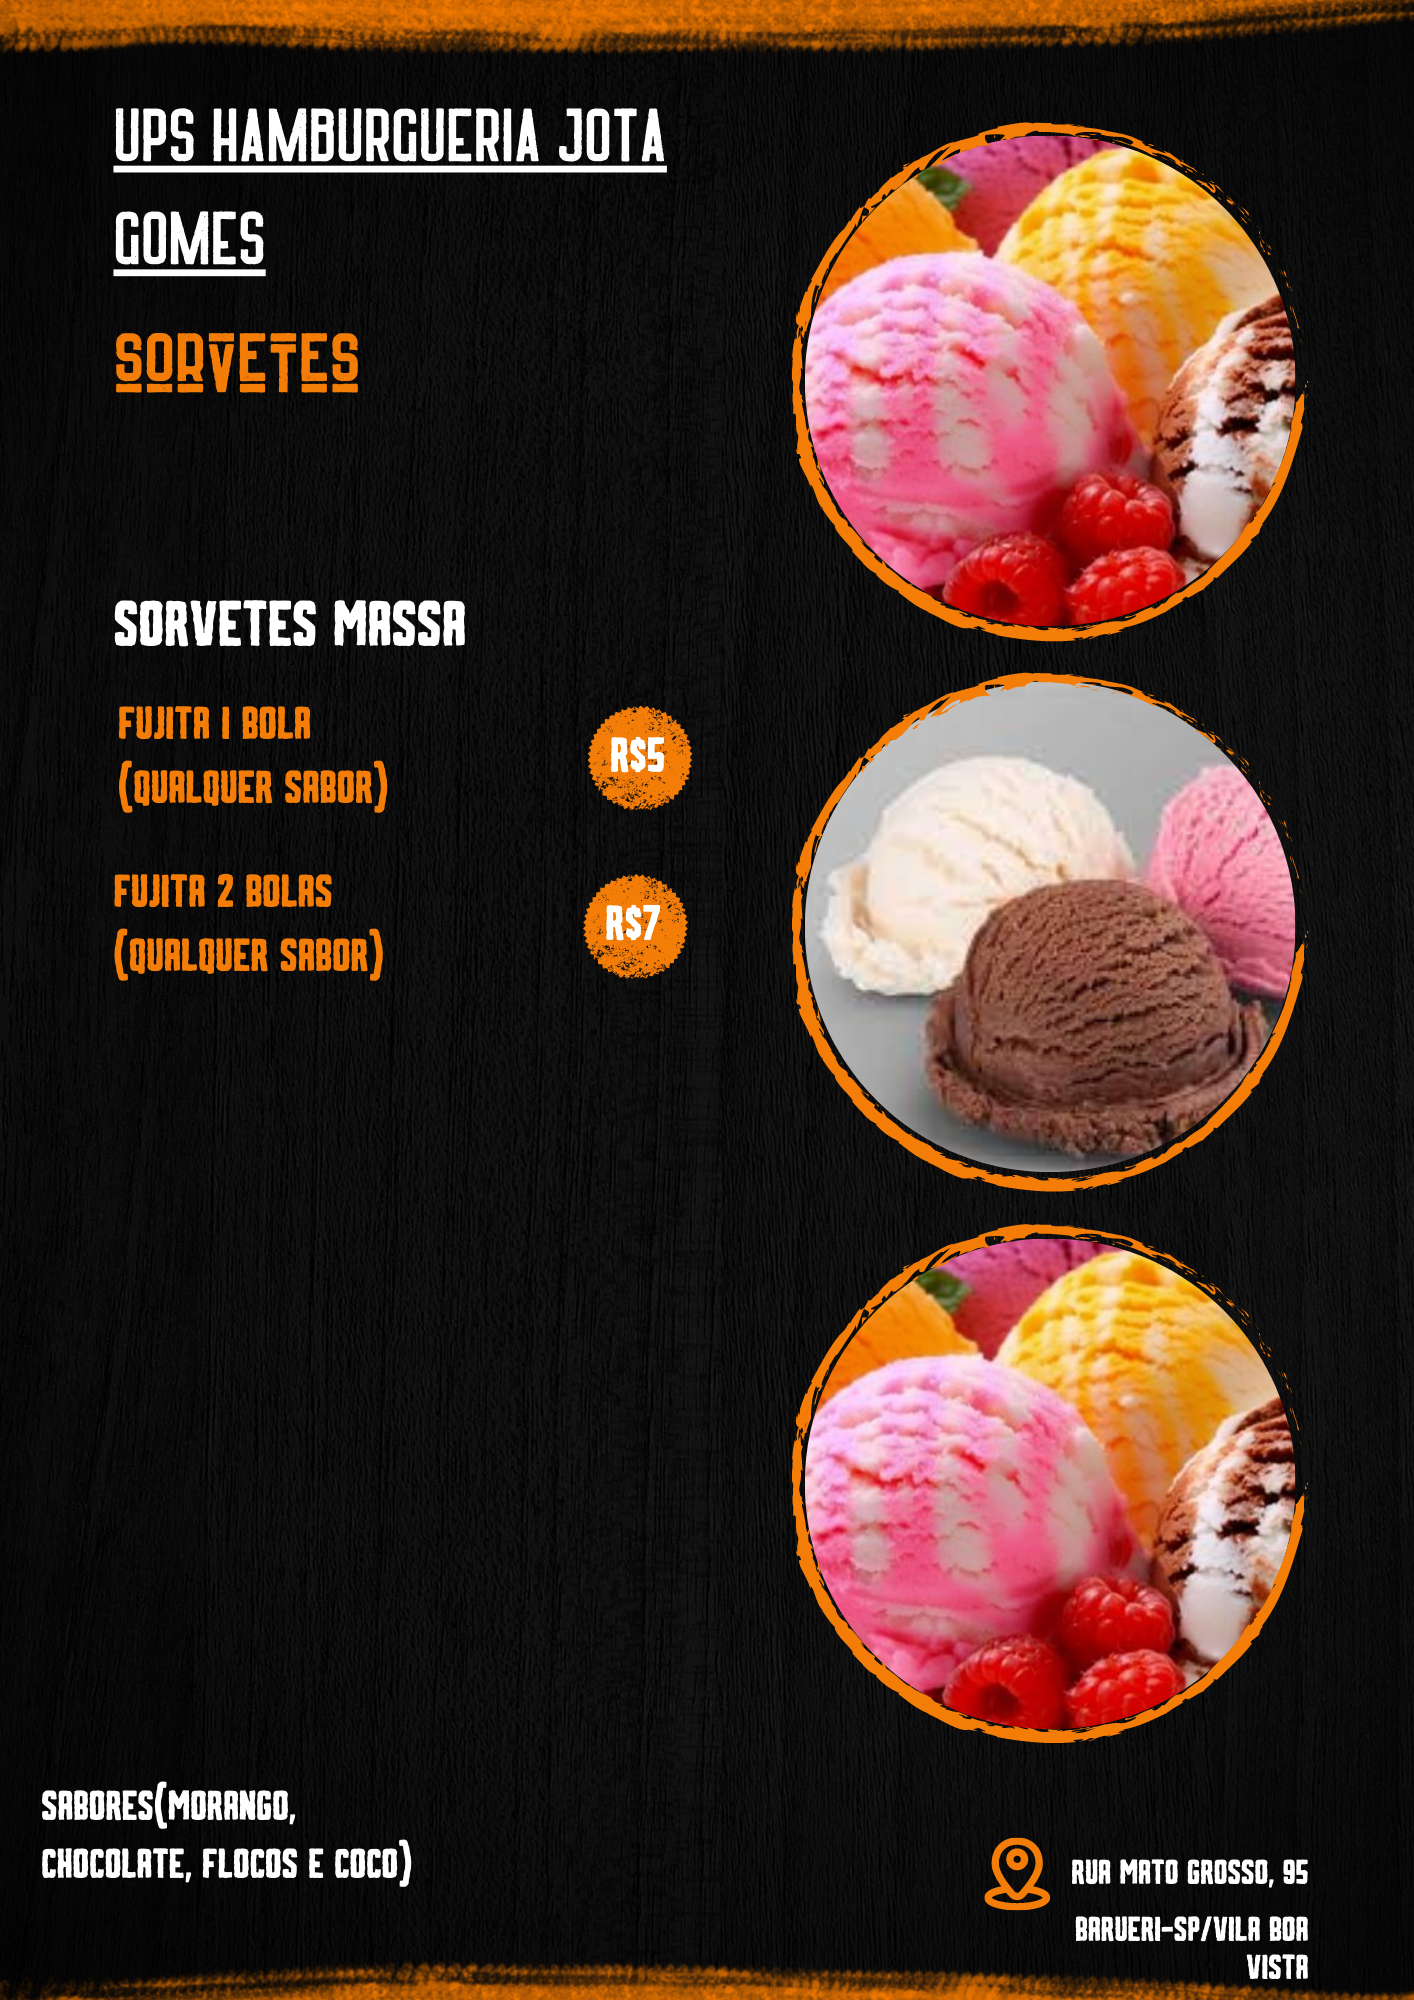 UPS HAMBURGUERIA JOTA
GOMES
SORVETES
SORVETES MASSA
FUJITA 1 BOLA
(QUALQUER SABOR)
R$5
FUJITA 2 BOLAS
(QUALQUER SABOR)
R$7
SABORES(MORANGO,
CHOCOLATE, FLOCOS E COCO)
RUA MATO GROSSO, 95
BARUERI-SP/VILA BOA
VISTA